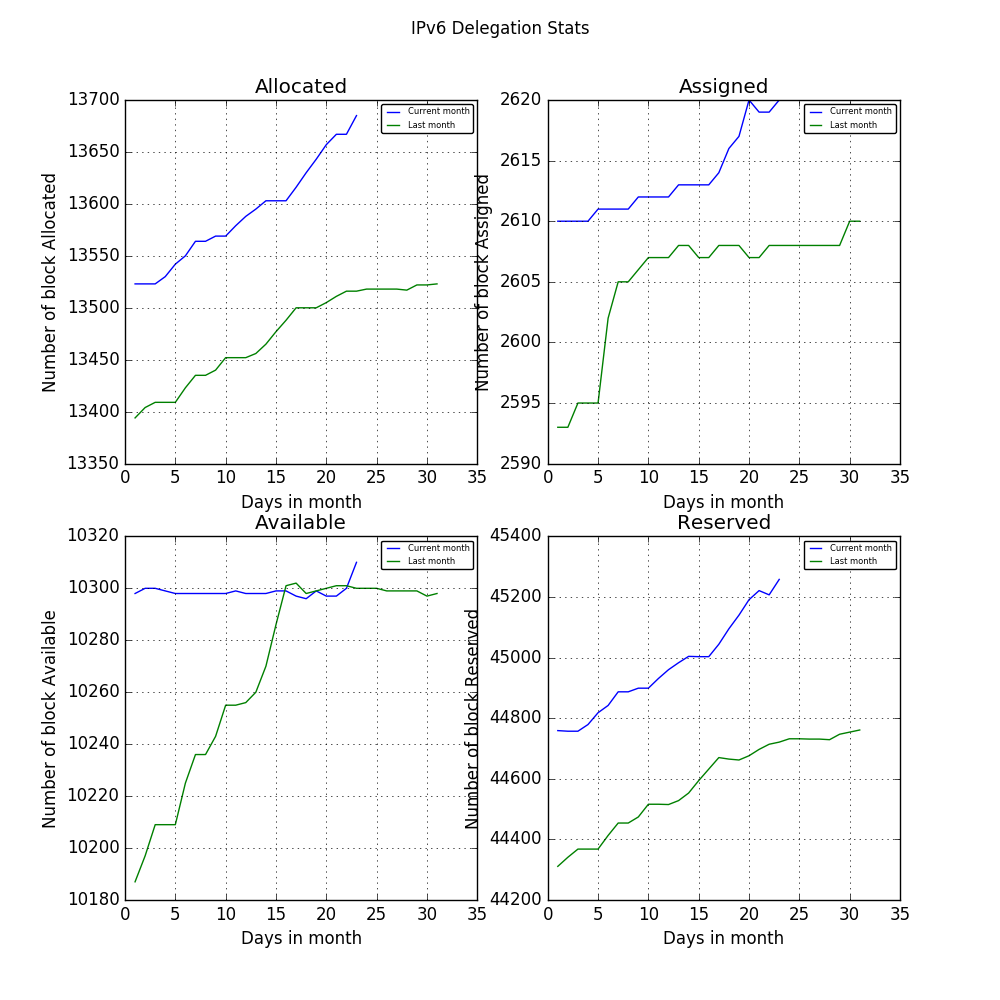 IPv6 Delegation Stats
Allocated
Number of block Allocated
13700
13650
13600
13550
13500
13450
13400
13350
Current month
Last month
0 5 10 15 20 25 30 35
Days in month
Assigned
Number of block Assigned
2620
2615
2610
2605
2600
2595
2590
Current month
Last month
0 5 10 15 20 25 30 35
Days in month
Available
Number of block Available
10320
10300
10280
10260
10240
10220
10200
10180
Current month
Last month
0 5 10 15 20 25 30 35
Days in month
Reserved
Number of block Reserved
45400
45200
45000
44800
44600
44400
44200
Current month
Last month
0 5 10 15 20 25 30 35
Days in month